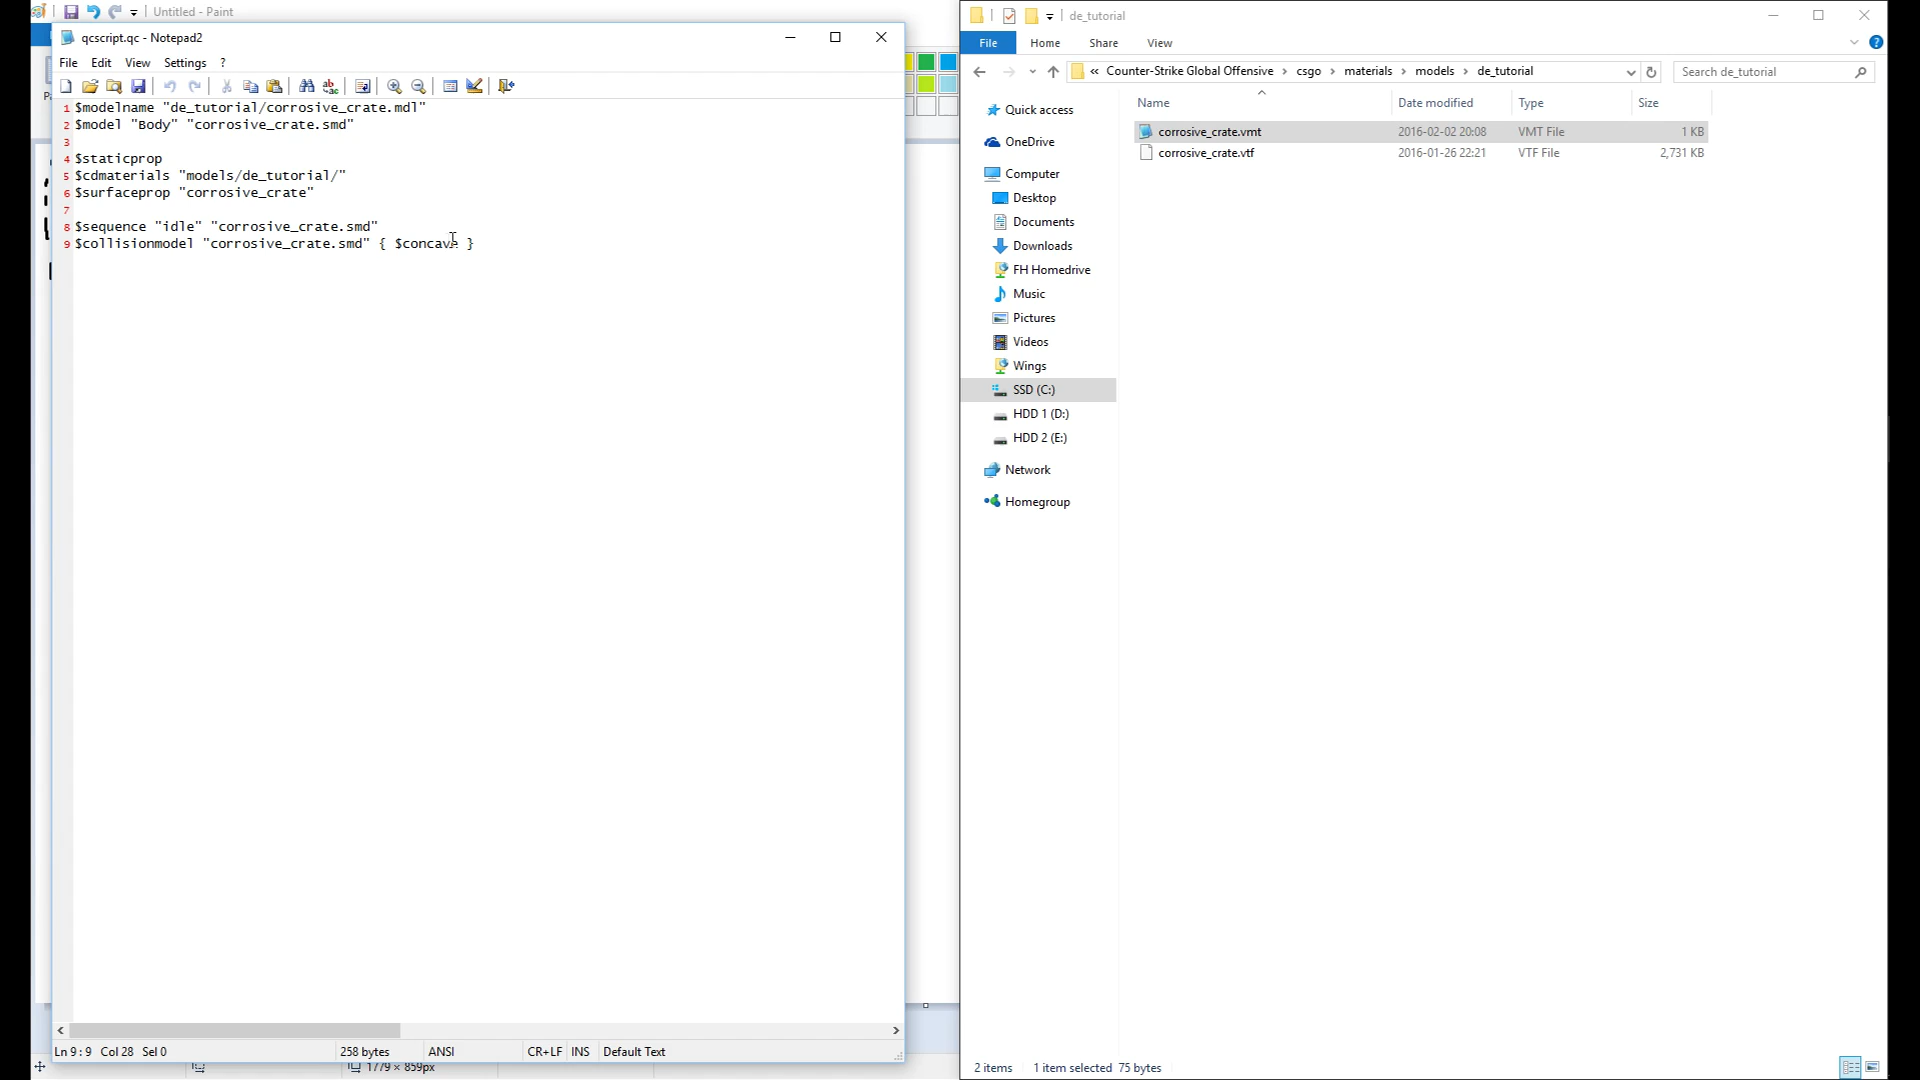 Untitled - Paint
qcscript.qc - Notepad2
File Edit View Settings ?
1 $modelname "de_tutorial/corrosive_crate.mdl"
2 $model "Body" "corrosive_crate.smd"
3
4 $staticprop
5 $cdmaterials "models/de_tutorial/"
6 $surfaceprop "corrosive_crate"
7
8 $sequence "idle" "corrosive_crate.smd"
9 $collisionmodel "corrosive_crate.smd" { $concave }
Ln 9 : 9 Col 28 Sel 0 258 bytes ANSI CR+LF INS Default Text
1779 × 859px
de_tutorial
File Home Share View
« Counter-Strike Global Offensive › csgo › materials › models › de_tutorial
Search de_tutorial
Name Date modified Type Size
corrosive_crate.vmt 2016-02-02 20:08 VMT File 1 KB
corrosive_crate.vtf 2016-01-26 22:21 VTF File 2,731 KB
Quick access
OneDrive
Computer
Desktop
Documents
Downloads
FH Homedrive
Music
Pictures
Videos
Wings
SSD (C:)
HDD 1 (D:)
HDD 2 (E:)
Network
Homegroup
2 items 1 item selected 75 bytes